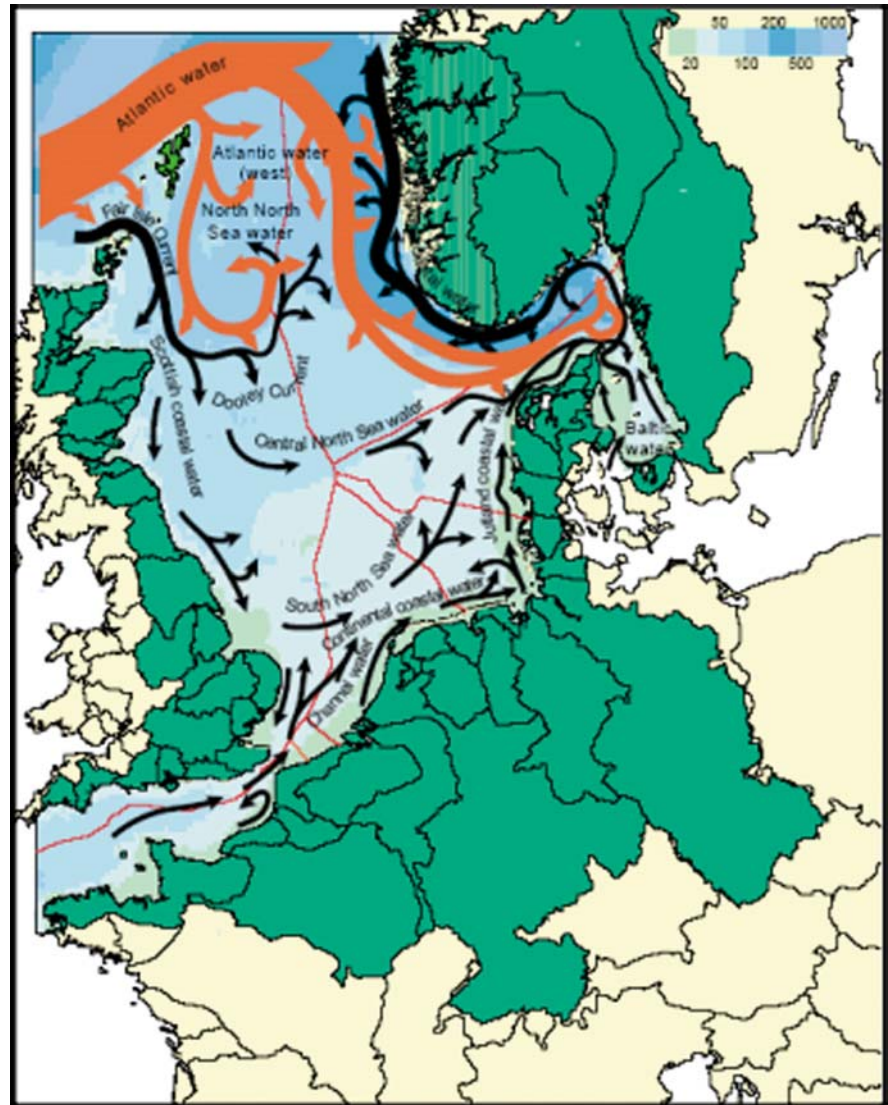 50 200 1000
20 100 500
Atlantic water
Atlantic water
(west)
North North
Sea water
Fair Isle Current
Scottish coastal water
Dooley Current
Central North Sea water
Baltic
water
Jutland coastal water
South North Sea water
Continental coastal water
Channel water